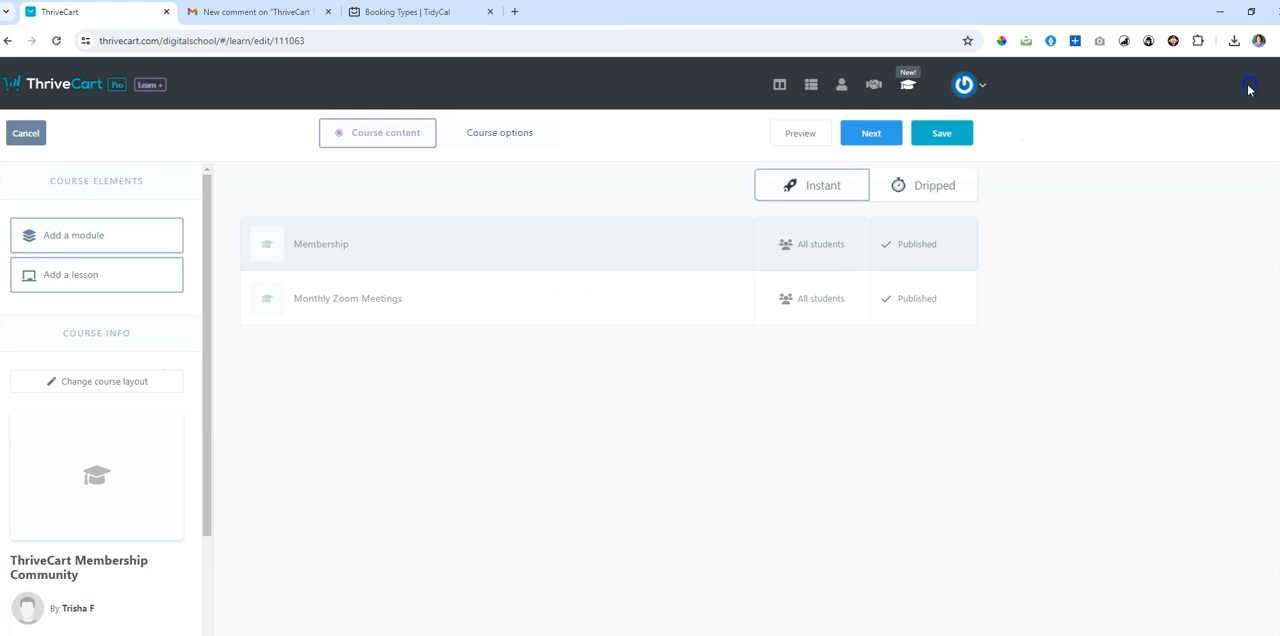 ThriveCart
New comment on "ThriveCart T
Booking Types | TidyCal
thrivecart.com/digitalschool/#/learn/edit/111063
ThriveCart Pro Learn +
New!
Cancel
Course content
Course options
Preview
Next
Save
COURSE ELEMENTS
Instant
Dripped
Add a module
Membership
All students
Published
Add a lesson
Monthly Zoom Meetings
All students
Published
COURSE INFO
Change course layout
ThriveCart Membership
Community
By Trisha F